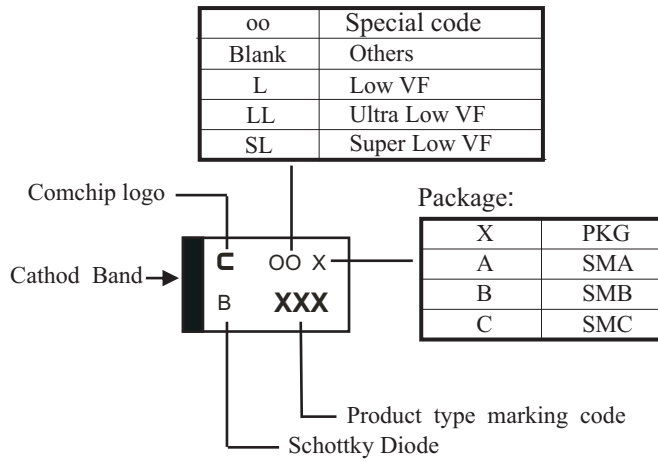 oo Special code
Blank Others
L Low VF
LL Ultra Low VF
SL Super Low VF
Comchip logo
Package:
X PKG
A SMA
B SMB
C SMC
Cathod Band
C OO X
B XXX
Product type marking code
Schottky Diode